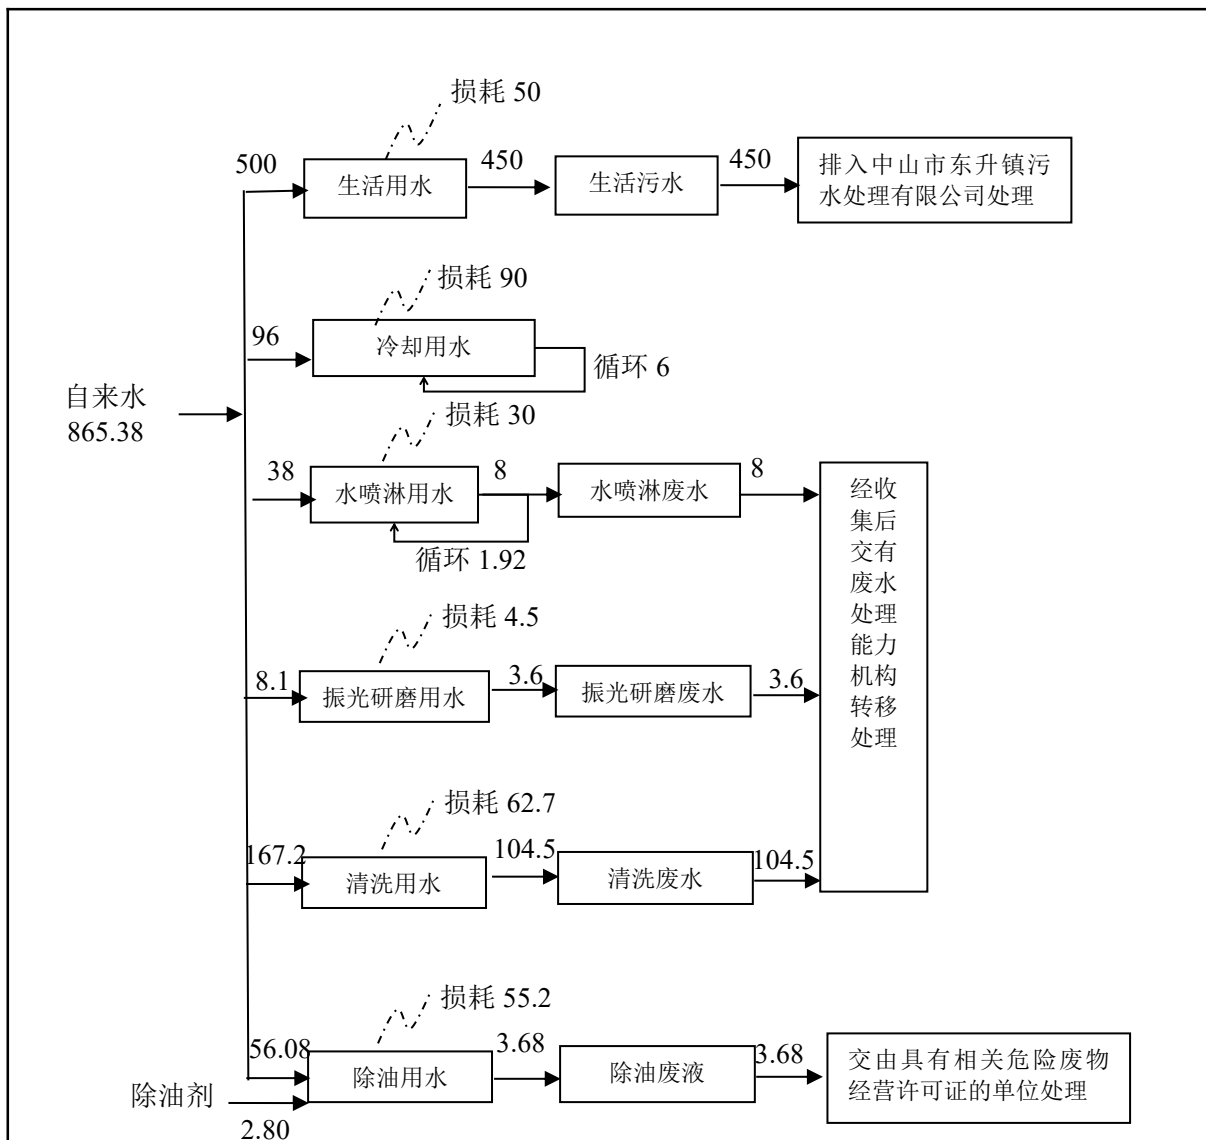 损耗 50
500
生活用水
450
生活污水
450
排入中山市东升镇污
水处理有限公司处理
损耗 90
96
冷却用水
循环 6
自来水
865.38
损耗 30
38
水喷淋用水
8
水喷淋废水
8
循环 1.92
经收
集后
交有
废水
处理
能力
机构
转移
处理
损耗 4.5
8.1
振光研磨用水
3.6
振光研磨废水
3.6
损耗 62.7
167.2
清洗用水
104.5
清洗废水
104.5
损耗 55.2
56.08
除油用水
3.68
除油废液
3.68
交由具有相关危险废物
经营许可证的单位处理
除油剂
2.80